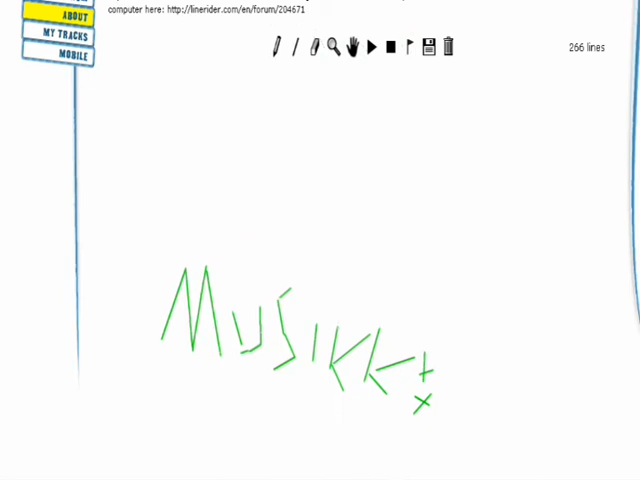 ABOUT
computer here: http://linerider.com/en/forum/204671
MY TRACKS
266 lines
MOBILE
Musikk